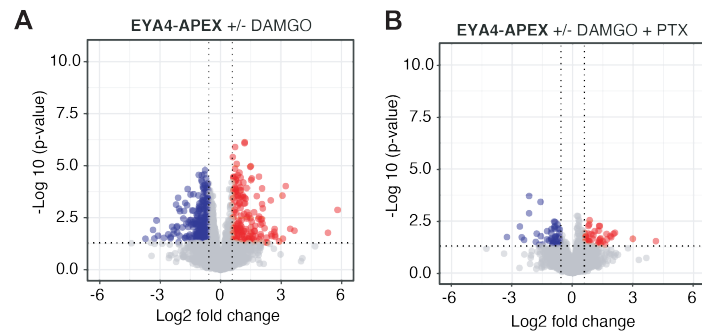 A
EYA4-APEX +/- DAMGO
-Log 10 (p-value)
10.0
7.5
5.0
2.5
0.0
-6
-3
0
3
6
Log2 fold change
B
EYA4-APEX +/- DAMGO + PTX
-Log 10 (p-value)
10.0
7.5
5.0
2.5
0.0
-6
-3
0
3
6
Log2 fold change